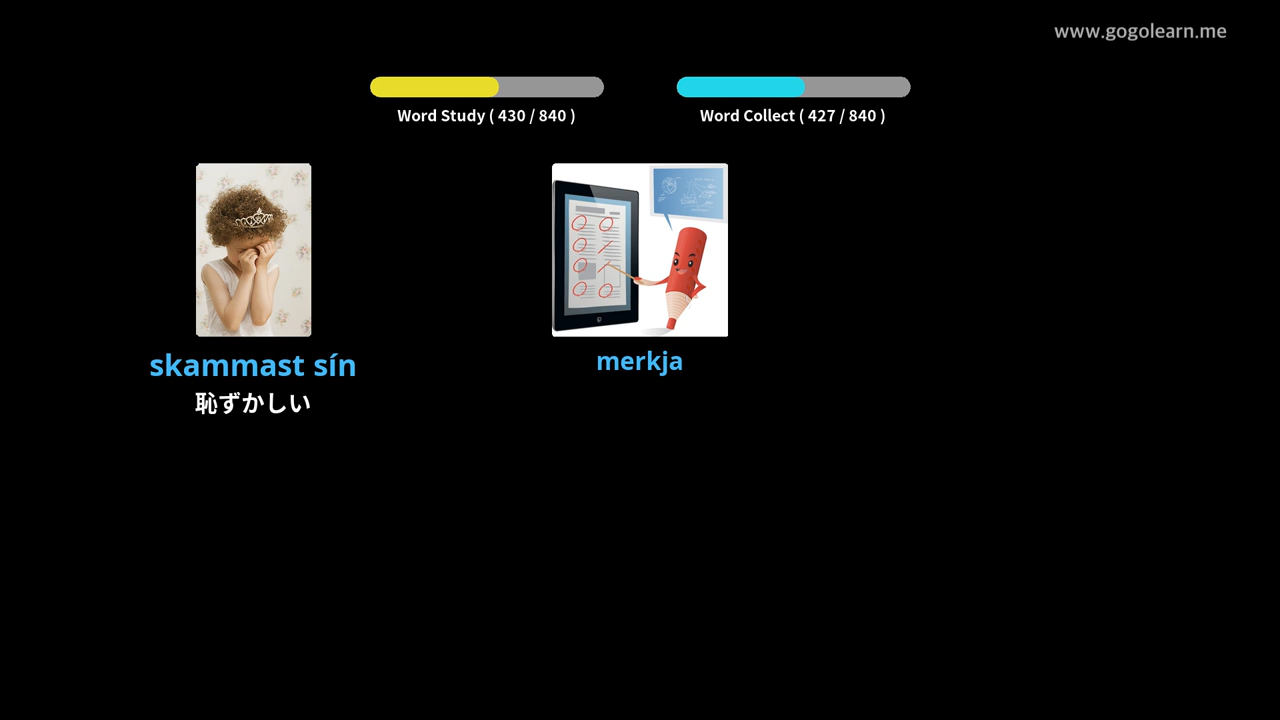 www.gogolearn.me
Word Study ( 430 / 840 )
Word Collect ( 427 / 840 )
skammast sín
恥ずかしい
merkja